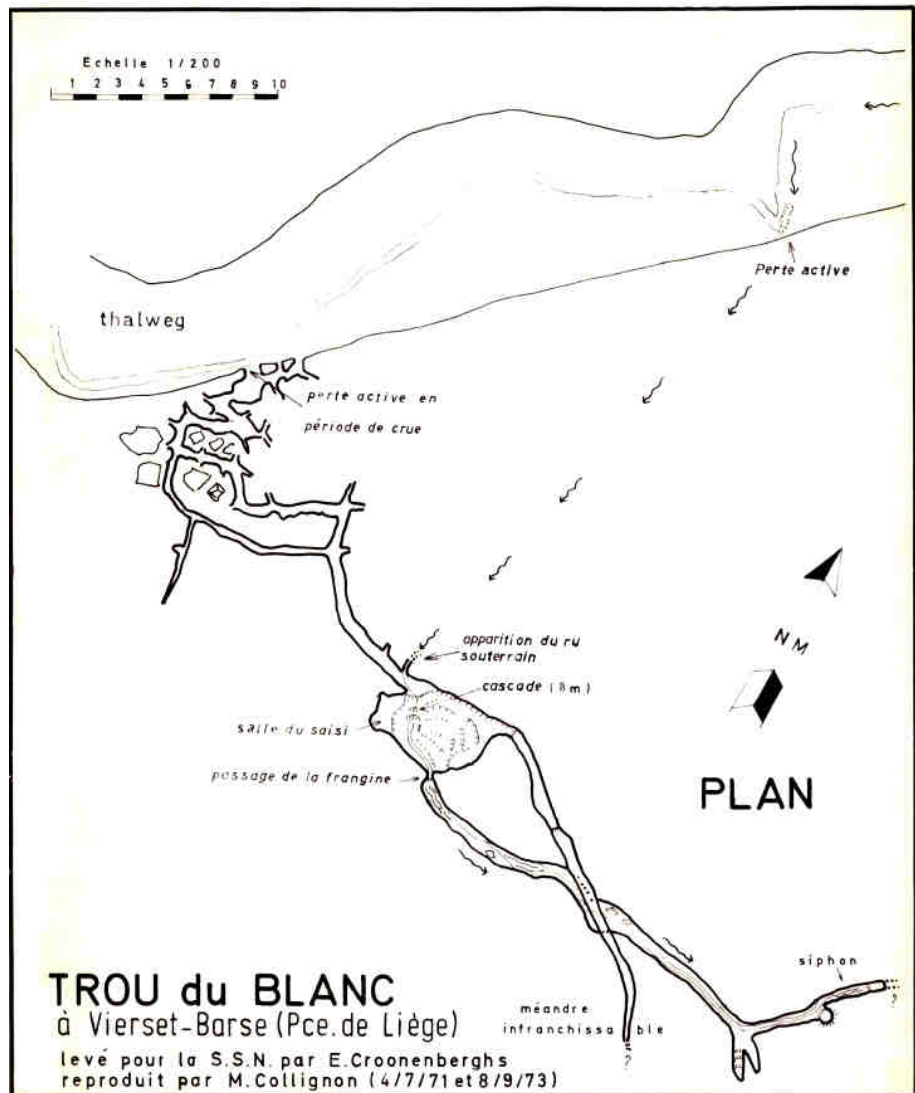 Echelle 1/200
1 2 3 4 5 6 7 8 9 10
Perte active
thalweg
perte active en
période de crue
apparition du ru
souterrain
cascade (8m)
salle du saisi
passage de la frangine
NM
PLAN
siphon
?
méandre
infranchissable
?
?
TROU du BLANC
à Vierset-Barse (Pce. de Liège)
levé pour la S.S.N. par E. Croonenberghs
reproduit par M. Collignon (4/7/71 et 8/9/73)